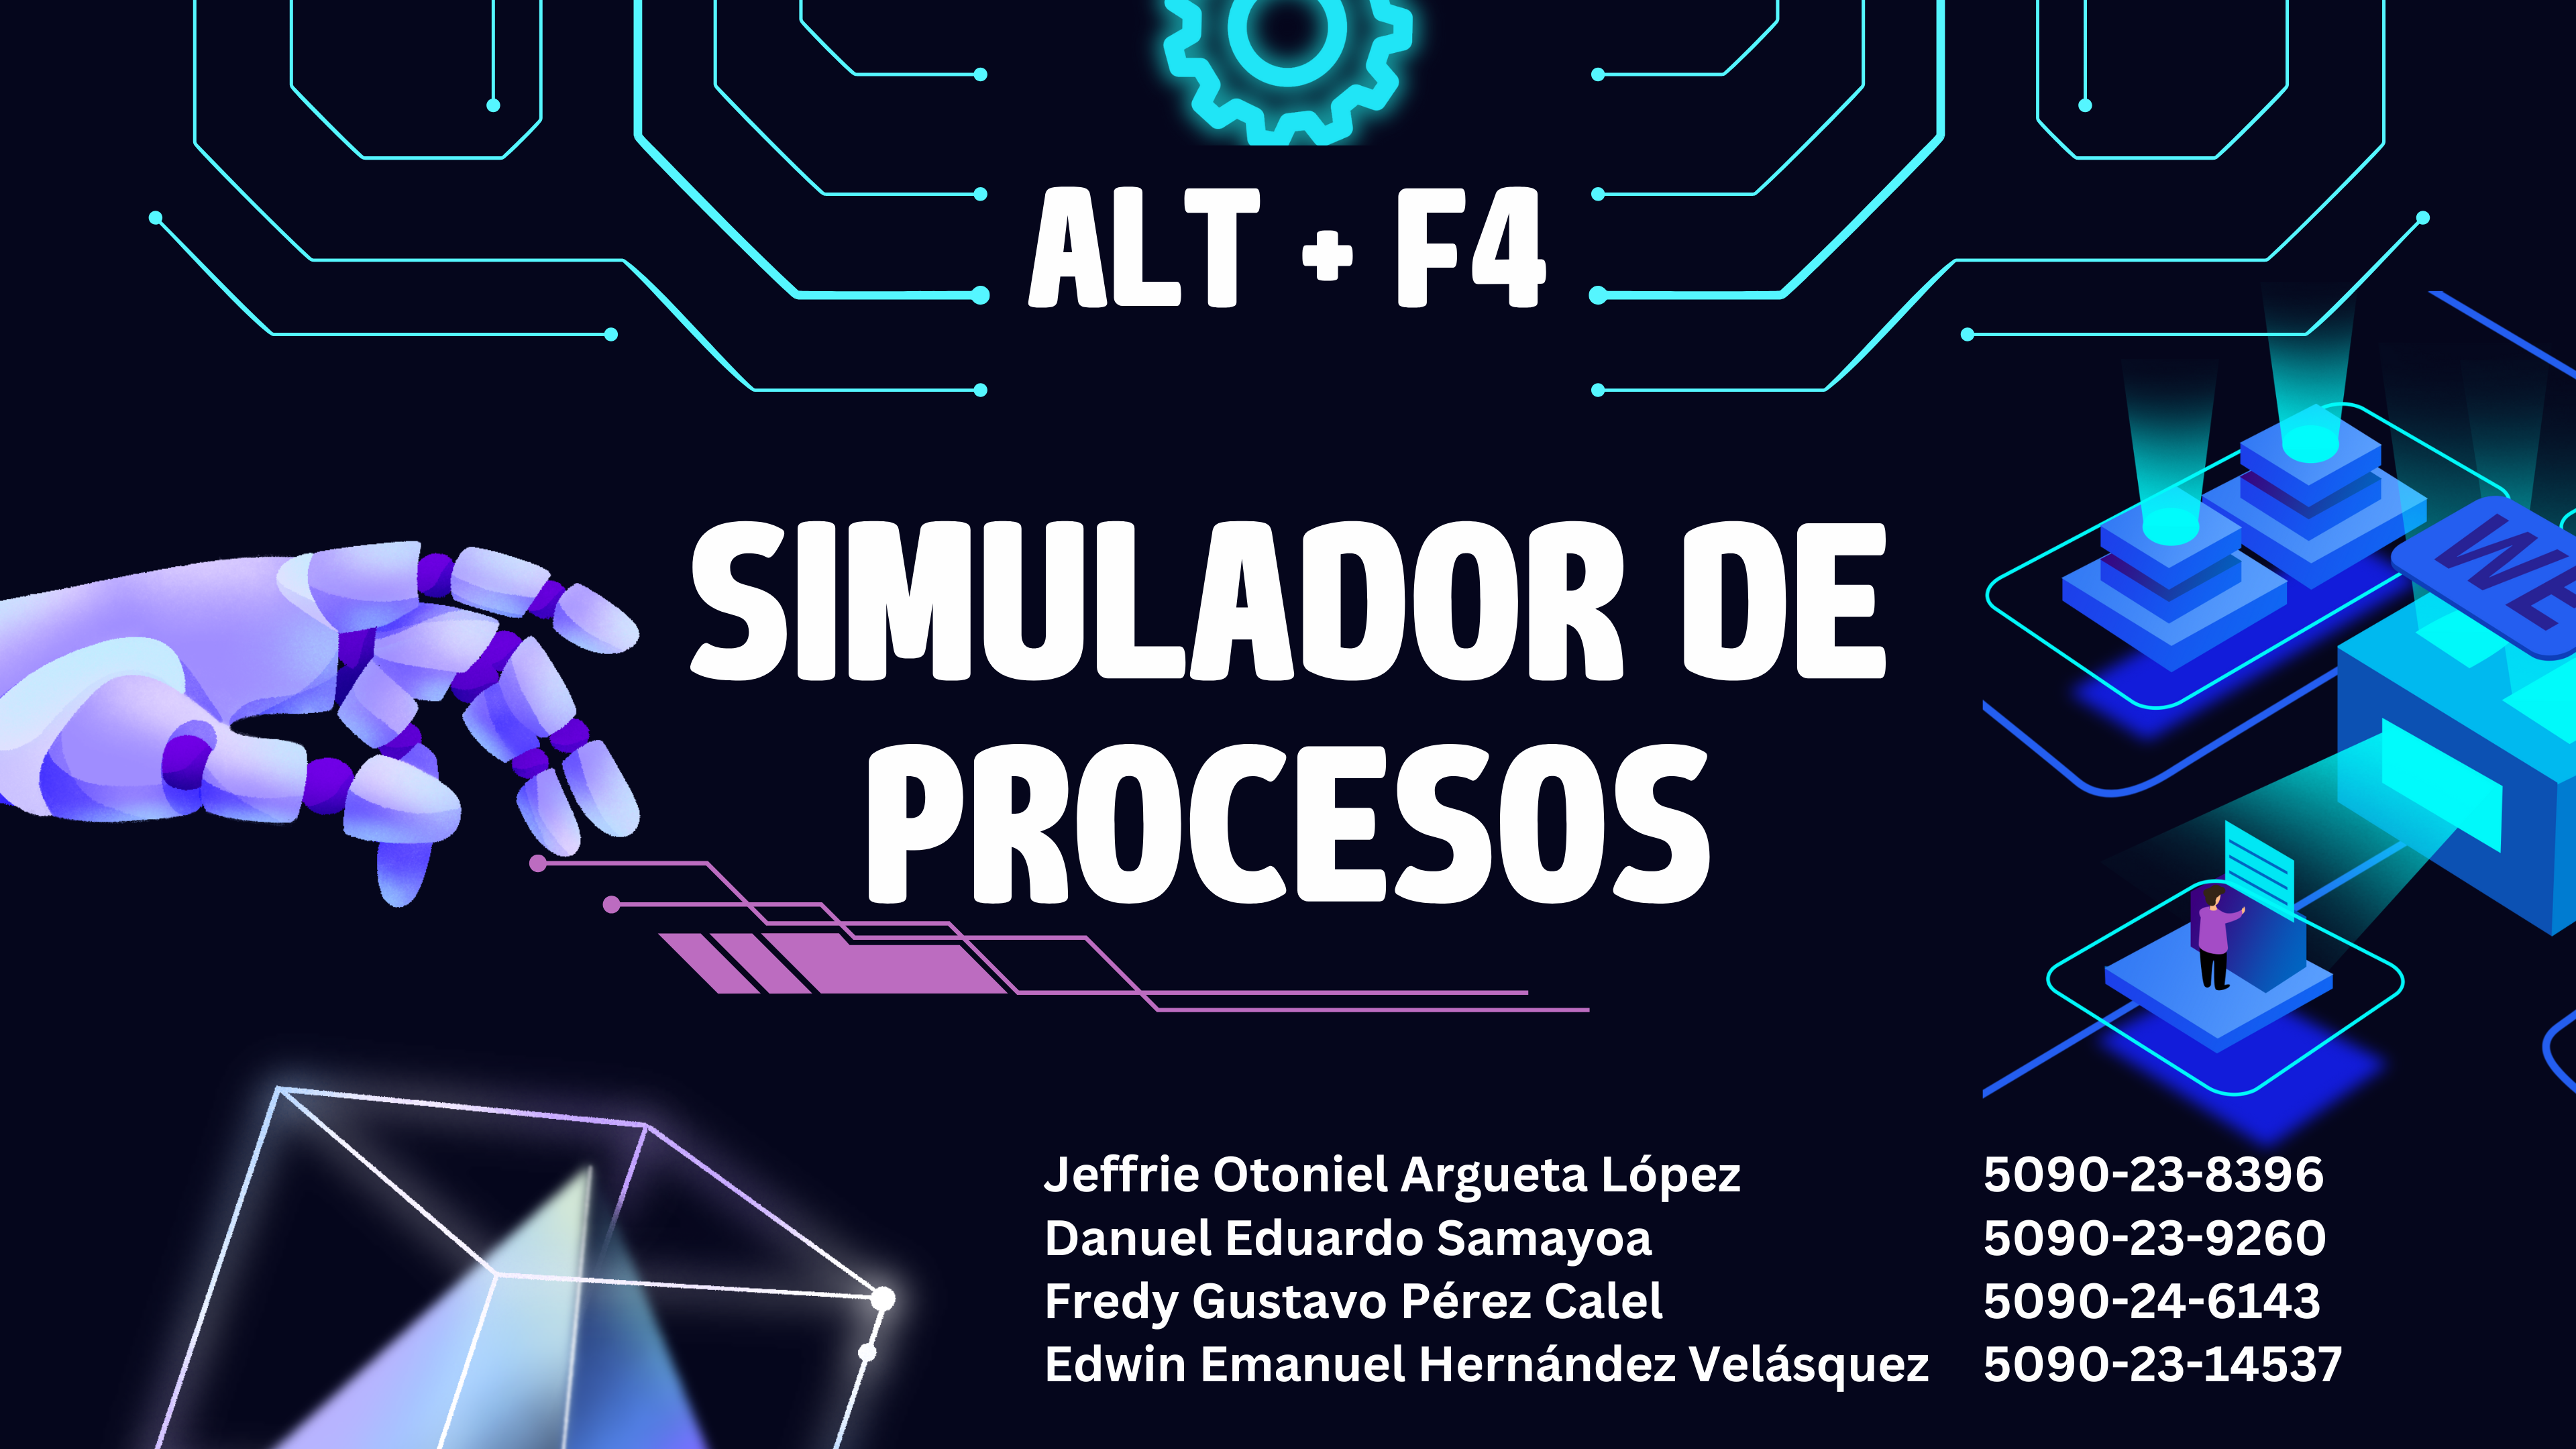 ALT + F4
SIMULADOR DE
PROCESOS
WE
Jeffrie Otoniel Argueta López 5090-23-8396
Danuel Eduardo Samayoa 5090-23-9260
Fredy Gustavo Pérez Calel 5090-24-6143
Edwin Emanuel Hernández Velásquez 5090-23-14537